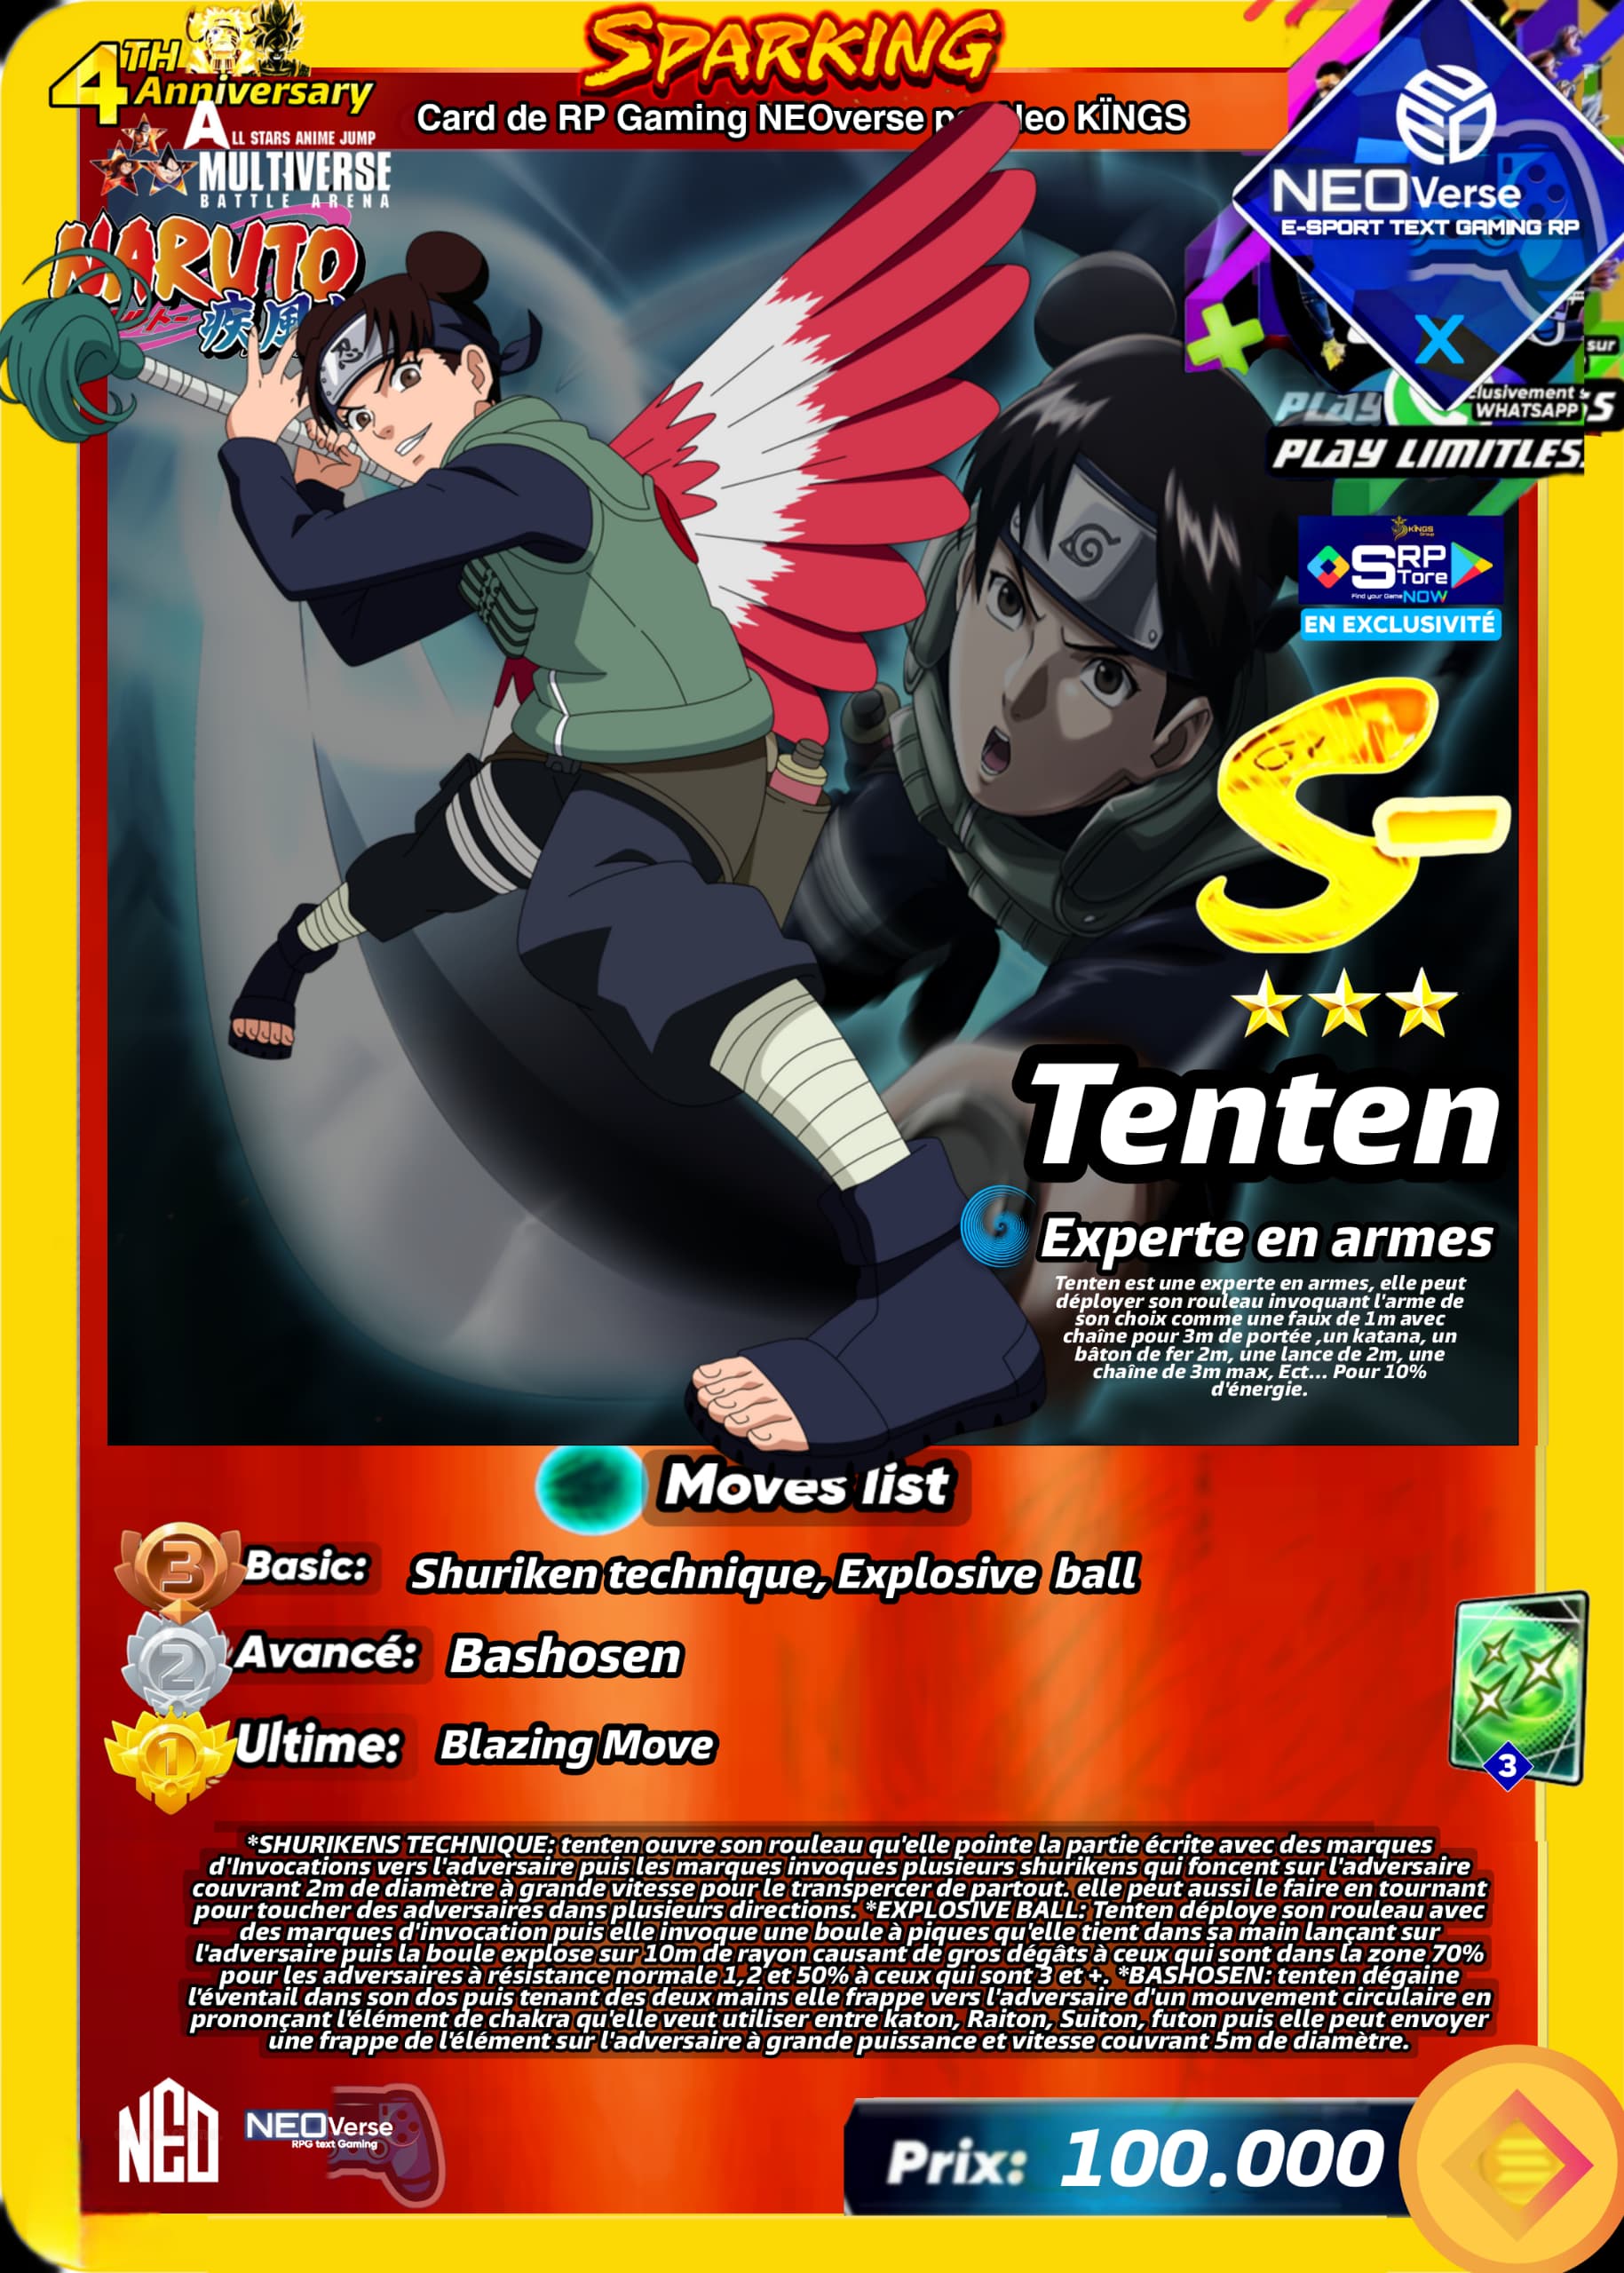 SPARKING
4TH
Anniversary
Card de RP Gaming NEOverse KÏNGS
ALL STARS ANIME JUMP
MULTIVERSE
BATTLE ARENA
NARUTO
疾風
NEOVerse
E-SPORT TEXT GAMING RP
X
sur
PLAY
WHATSAPP
PLAY LIMITLES
KÏNGS
SRP
Tore
Find your Game NOW
EN EXCLUSIVITÉ
S-
Tenten
Experte en armes
Tenten est une experte en armes, elle peut
déployer son rouleau invoquant l'arme de
son choix comme une faux de 1m avec
chaîne pour 3m de portée ,un katana, un
bâton de fer 2m, une lance de 2m, une
chaîne de 3m max, Ect... Pour 10%
d'énergie.
Moves list
3 Basic: Shuriken technique, Explosive ball
2 Avancé: Bashosen
1 Ultime: Blazing Move
3
*SHURIKENS TECHNIQUE: tenten ouvre son rouleau qu'elle pointe la partie écrite avec des marques
d'Invocations vers l'adversaire puis les marques invoques plusieurs shurikens qui foncent sur l'adversaire
couvrant 2m de diamètre à grande vitesse pour le transpercer de partout. elle peut aussi le faire en tournant
pour toucher des adversaires dans plusieurs directions. *EXPLOSIVE BALL: Tenten déploye son rouleau avec
des marques d'invocation puis elle invoque une boule à piques qu'elle tient dans sa main lançant sur
l'adversaire puis la boule explose sur 10m de rayon causant de gros dégâts à ceux qui sont dans la zone 70%
pour les adversaires à résistance normale 1,2 et 50% à ceux qui sont 3 et +. *BASHOSEN: tenten dégaine
l'éventail dans son dos puis tenant des deux mains elle frappe vers l'adversaire d'un mouvement circulaire en
prononçant l'élément de chakra qu'elle veut utiliser entre katon, Raiton, Suiton, futon puis elle peut envoyer
une frappe de l'élément sur l'adversaire à grande puissance et vitesse couvrant 5m de diamètre.
NEO
NEOVerse
RPG text Gaming
Prix: 100.000